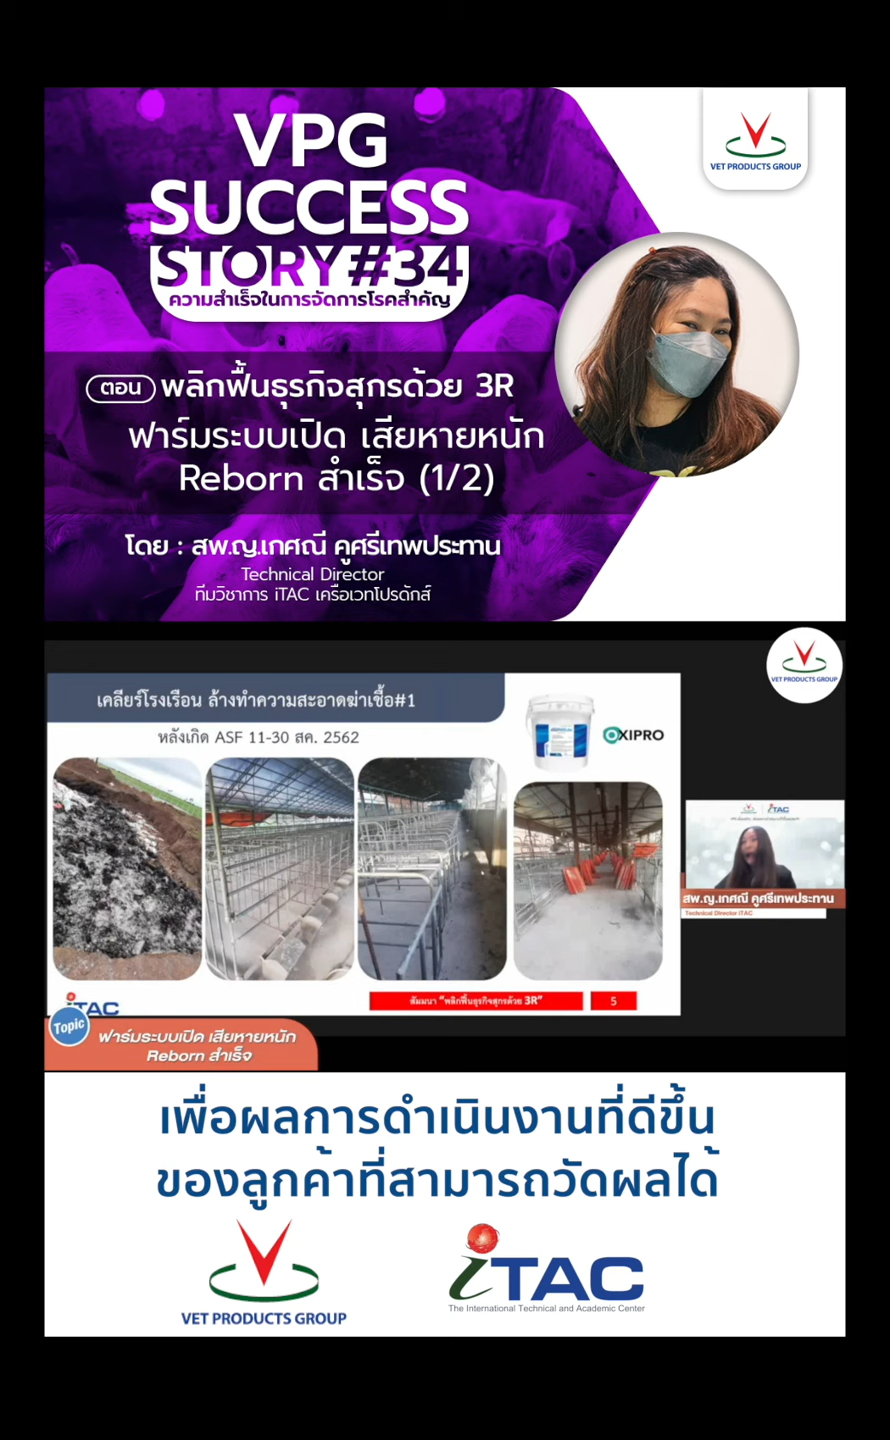 VPG
SUCCESS
STORY #34
ความสำเร็จในการจัดการโรคสำคัญ
VET PRODUCTS GROUP
ตอน พลิกฟื้นธุรกิจสุกรด้วย 3R
ฟาร์มระบบเปิด เสียหายหนัก
Reborn สำเร็จ (1/2)
โดย : สพ.ญ.เกศณี คูศรีเทพประทาน
Technical Director
ทีมวิชาการ iTAC เครือเวทโปรดักส์
VET PRODUCTS GROUP
เคลียร์โรงเรือน ล้างทำความสะอาดฆ่าเชื้อ#1
หลังเกิด ASF 11-30 สค. 2562
OXIPRO
iTAC
สพ.ญ.เกศณี คูศรีเทพประทาน
Technical Director iTAC
iTAC
สัมมนา "พลิกฟื้นธุรกิจสุกรด้วย 3R"
5
Topic
ฟาร์มระบบเปิด เสียหายหนัก
Reborn สำเร็จ
เพื่อผลการดำเนินงานที่ดีขึ้น
ของลูกค้าที่สามารถวัดผลได้
VET PRODUCTS GROUP
iTAC
The International Technical and Academic Center